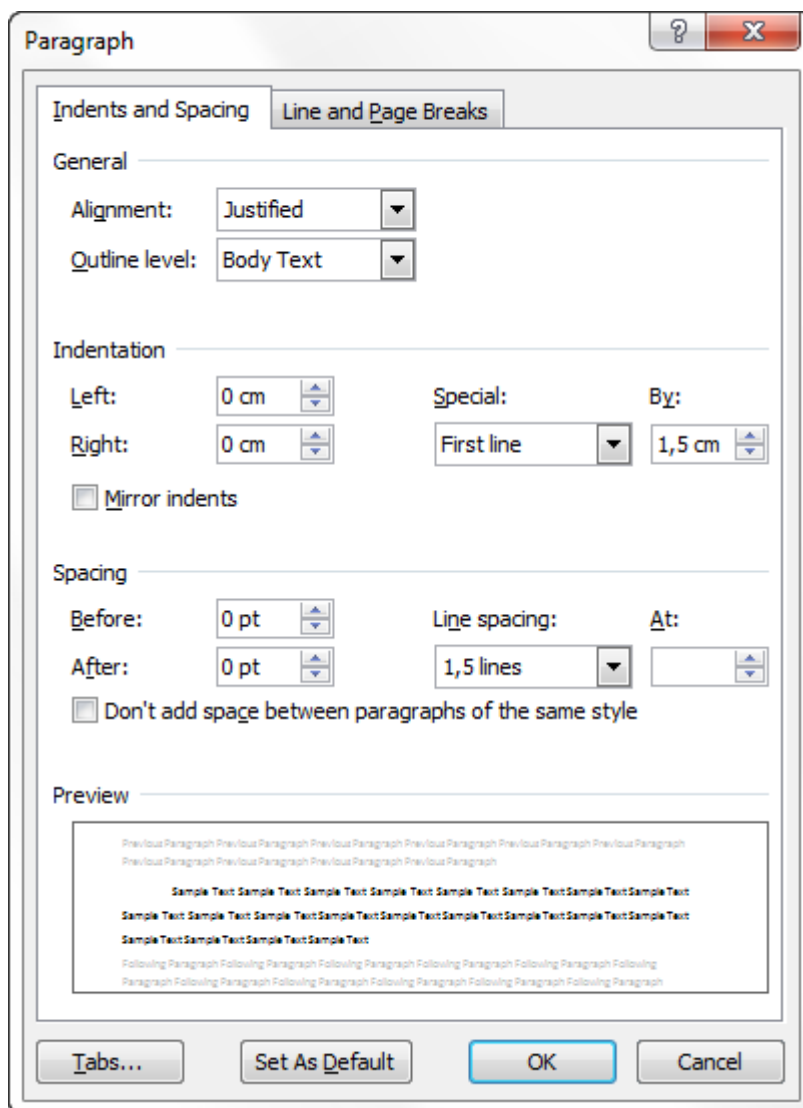 Paragraph
Indents and Spacing Line and Page Breaks
General
Alignment: Justified
Outline level: Body Text
Indentation
Left: 0 cm Special: By:
Right: 0 cm First line 1,5 cm
Mirror indents
Spacing
Before: 0 pt Line spacing: At:
After: 0 pt 1,5 lines
Don't add space between paragraphs of the same style
Preview
Previous Paragraph Previous Paragraph Previous Paragraph Previous Paragraph Previous Paragraph Previous Paragraph
Previous Paragraph Previous Paragraph Previous Paragraph Previous Paragraph
Sample Text Sample Text Sample Text Sample Text Sample Text Sample Text Sample Text Sample Text
Sample Text Sample Text Sample Text Sample Text Sample Text Sample Text Sample Text Sample Text Sample Text
Sample Text Sample Text Sample Text Sample Text
Following Paragraph Following Paragraph Following Paragraph Following Paragraph Following Paragraph Following
Paragraph Following Paragraph Following Paragraph Following Paragraph Following Paragraph Following Paragraph
Tabs... Set As Default OK Cancel